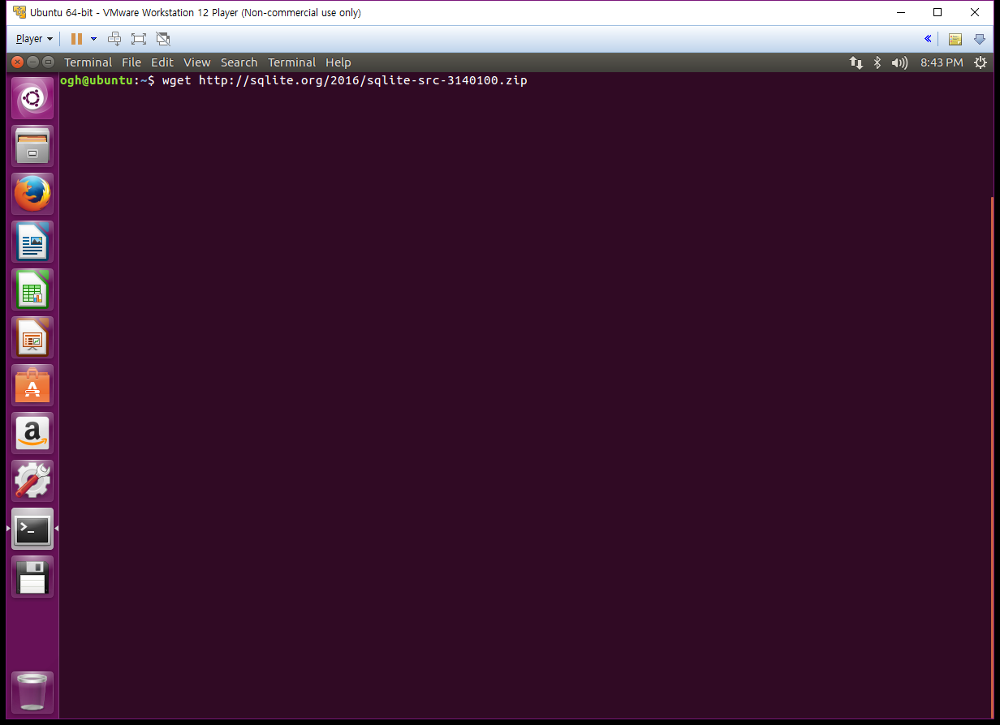 Ubuntu 64-bit - VMware Workstation 12 Player (Non-commercial use only)
Player
Terminal File Edit View Search Terminal Help 8:43 PM
ogh@ubuntu:~$ wget http://sqlite.org/2016/sqlite-src-3140100.zip
A
a
>_